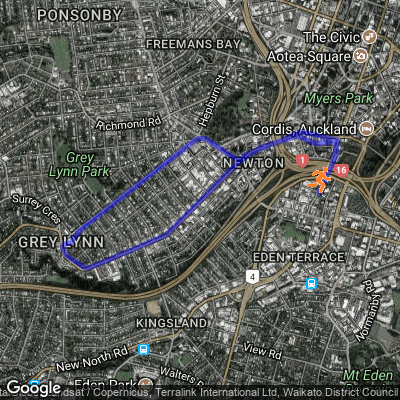 PONSONBY
The Civic
FREEMANS BAY
Aotea Square
Hepburn St
Myers Park
Richmond Rd
Cordis, Auckland
Grey
Lynn Park
NEWTON
1
16
Surrey Cres
GREY LYNN
EDEN TERRACE
4
Normanby Rd
KINGSLAND
New North Rd
View Rd
Mt Eden
Walters
Eden Park
Google
Copernicus, Terralink International Ltd, Waikato District Council